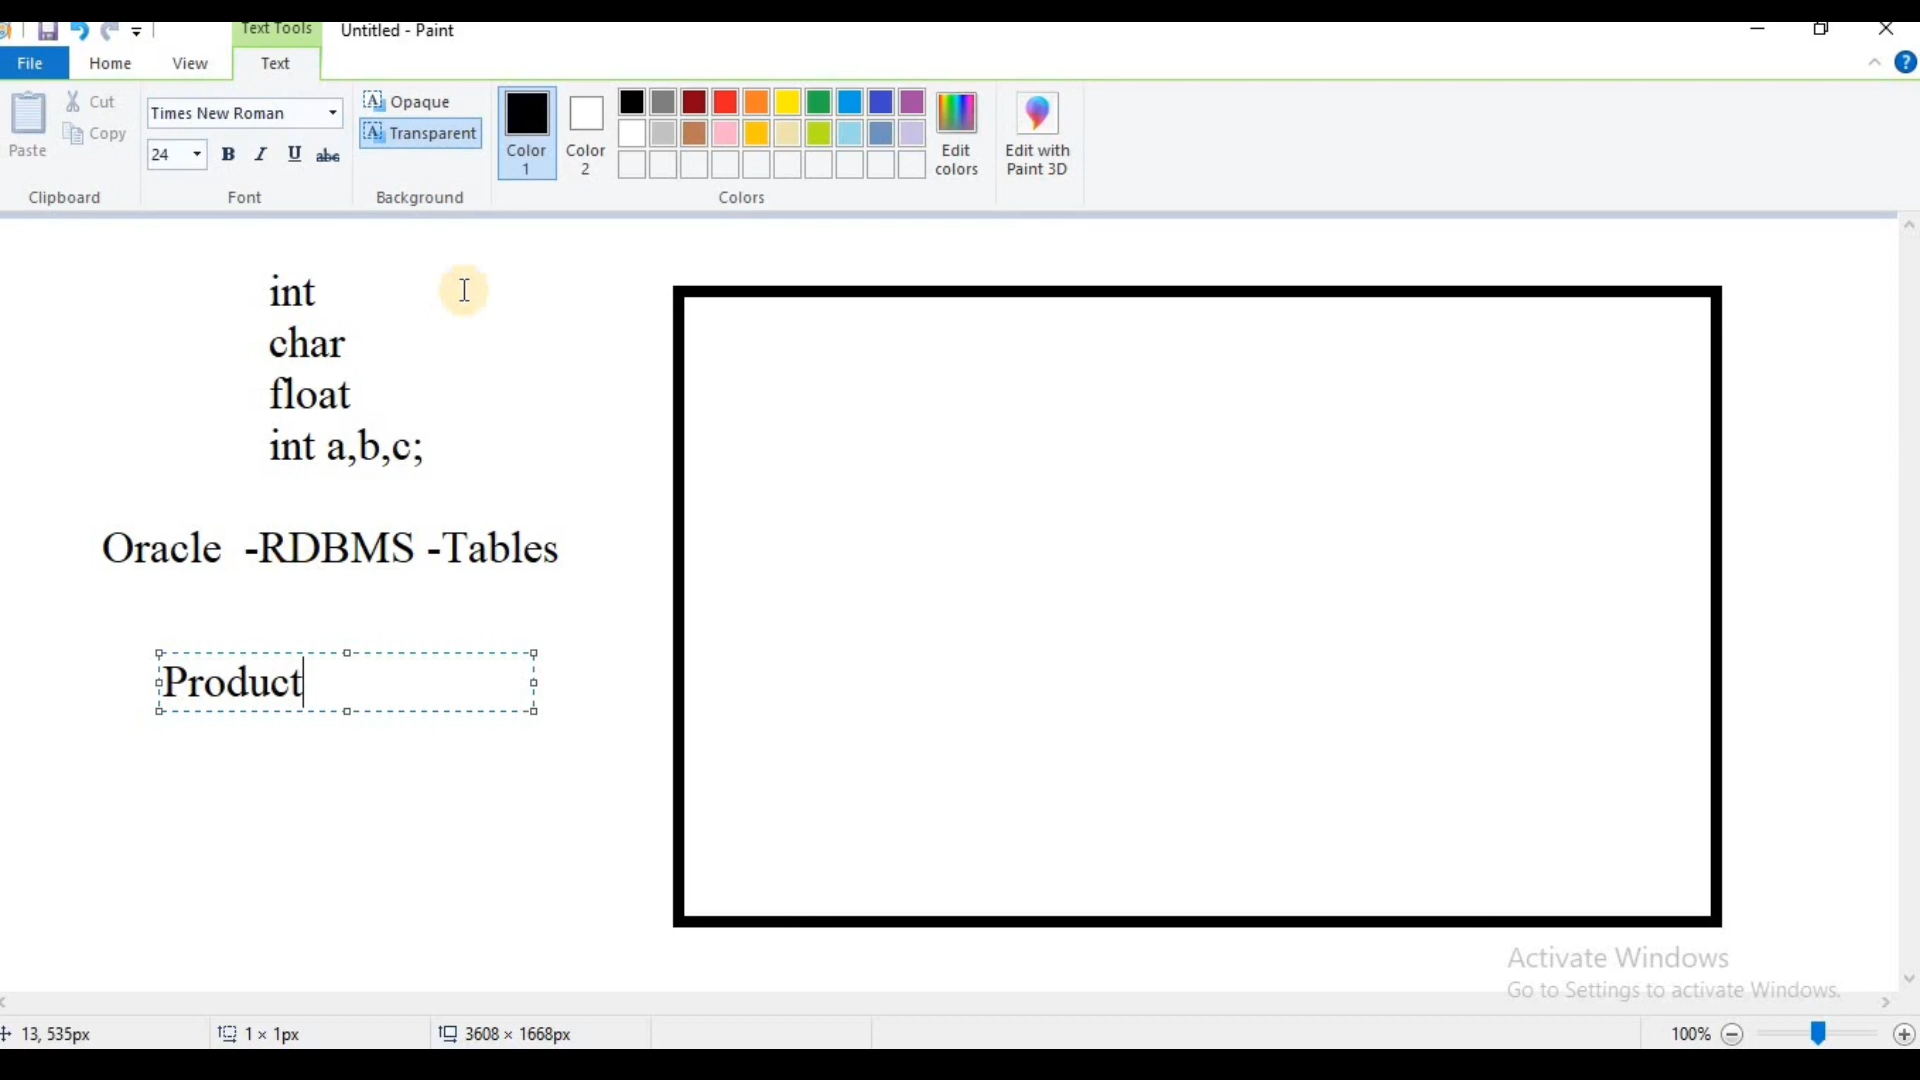 Text Tools
Untitled - Paint
File
Home
View
Text
Paste
Cut
Copy
Clipboard
Times New Roman
24
B
I
U
abc
Font
Opaque
Transparent
Background
Color
1
Color
2
Colors
Edit
colors
Edit with
Paint 3D
int
char
float
int a,b,c;
Oracle -RDBMS -Tables
Product
Activate Windows
Go to Settings to activate Windows.
13, 535px
1 × 1px
3608 × 1668px
100%